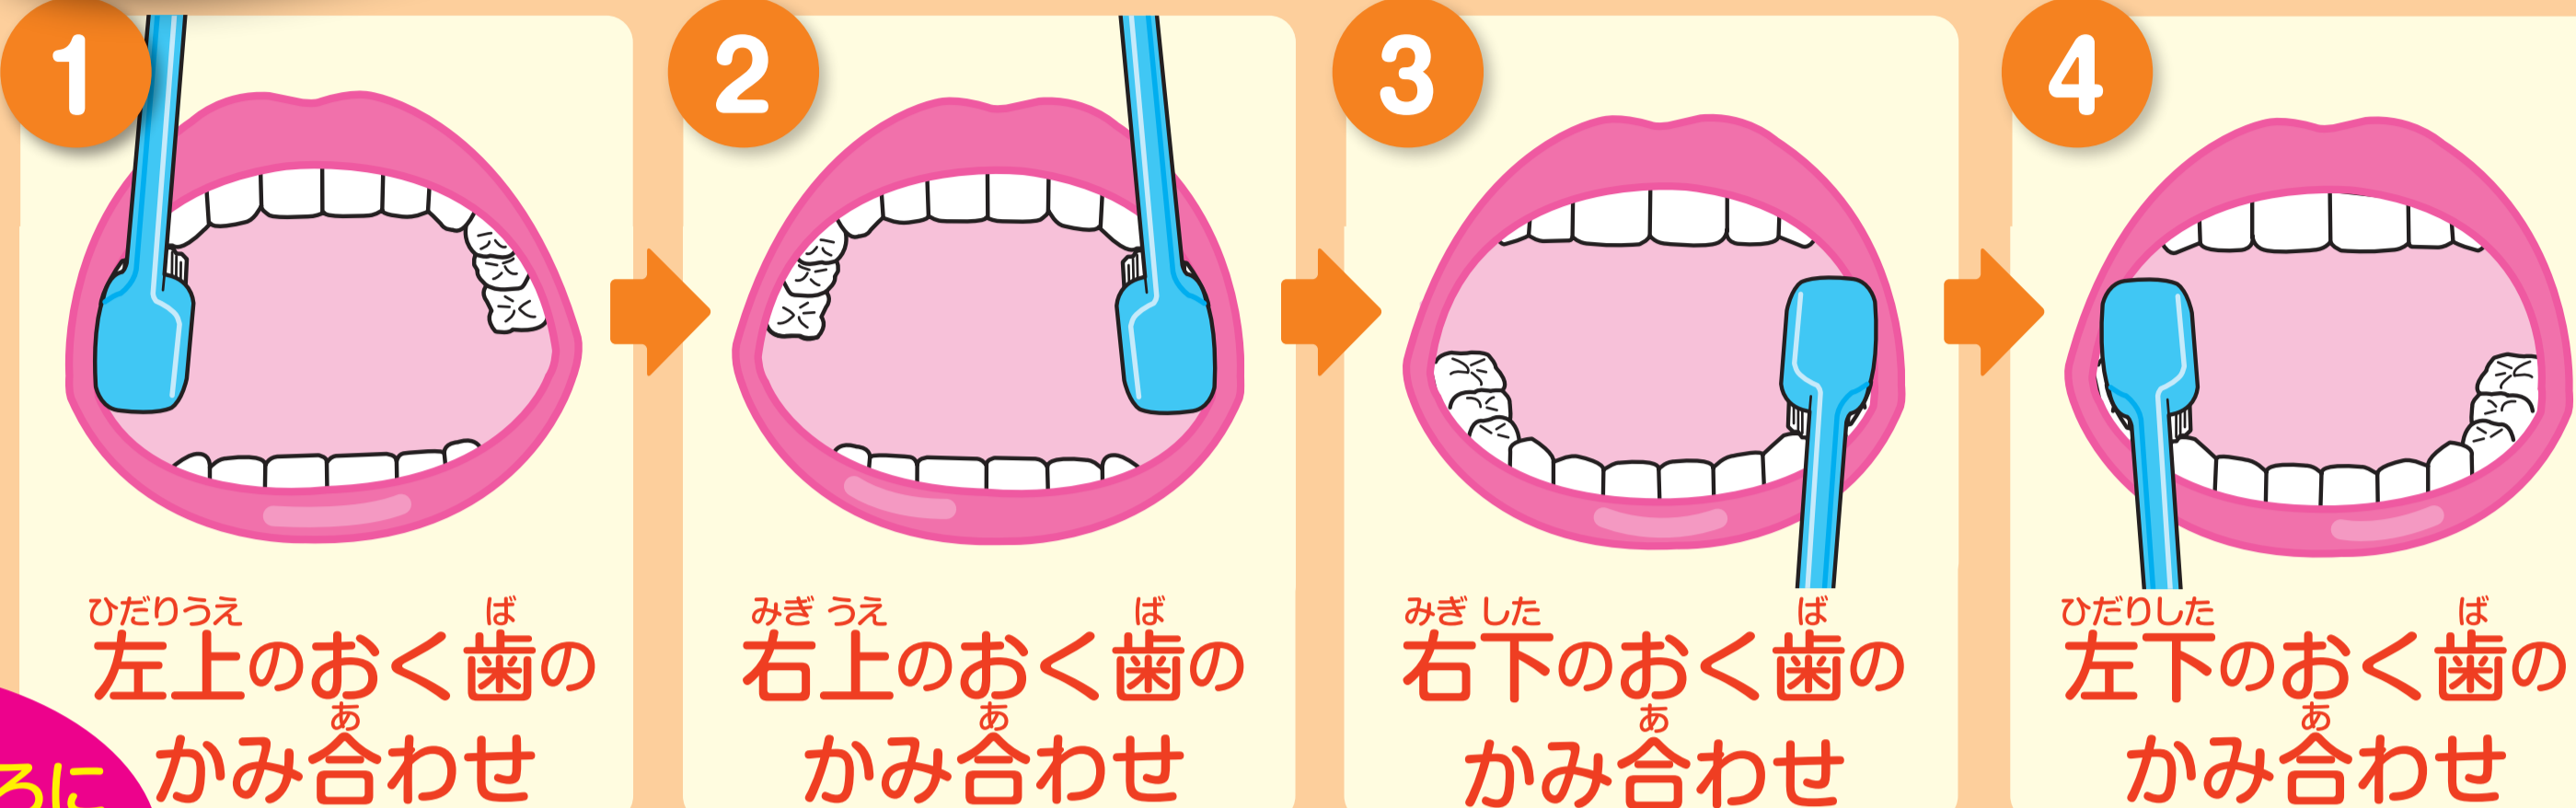 1
ひだりうえ ば
左上のおく歯の
あ
かみ合わせ
2
みぎ うえ ば
右上のおく歯の
あ
かみ合わせ
3
みぎ した ば
右下のおく歯の
あ
かみ合わせ
4
ひだりした ば
左下のおく歯の
あ
かみ合わせ
ろに